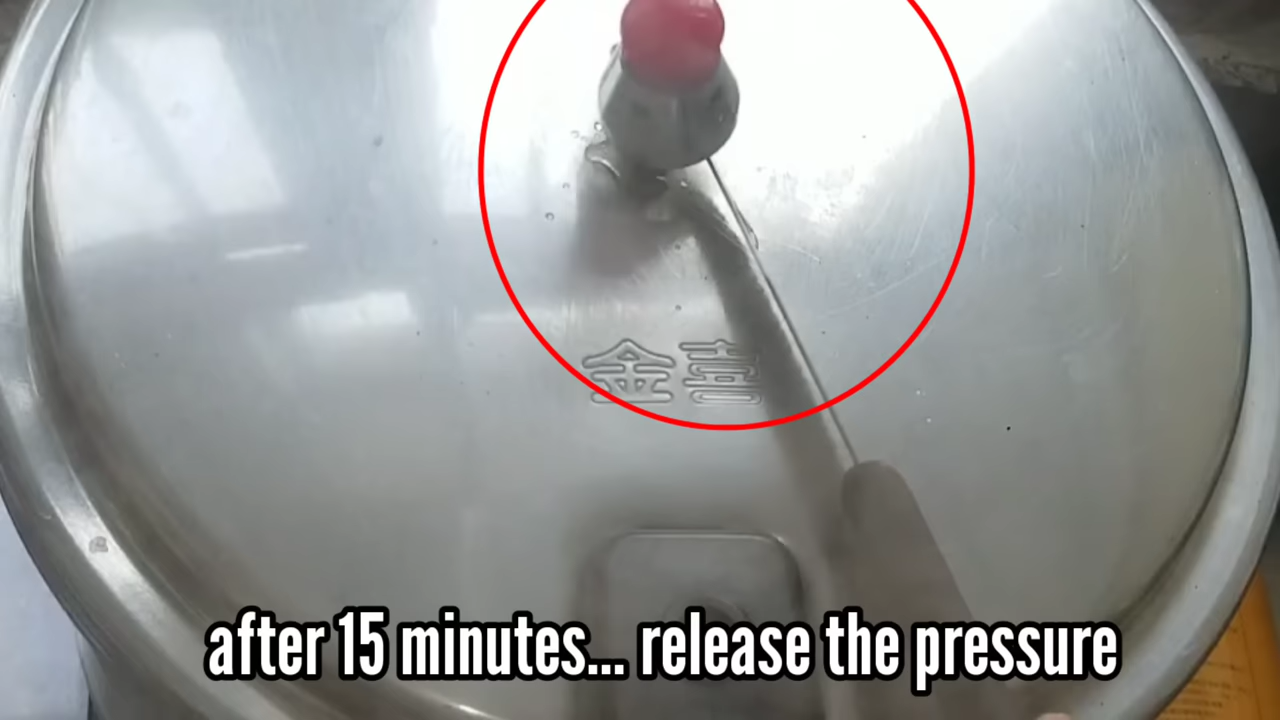 金喜
after 15 minutes... release the pressure